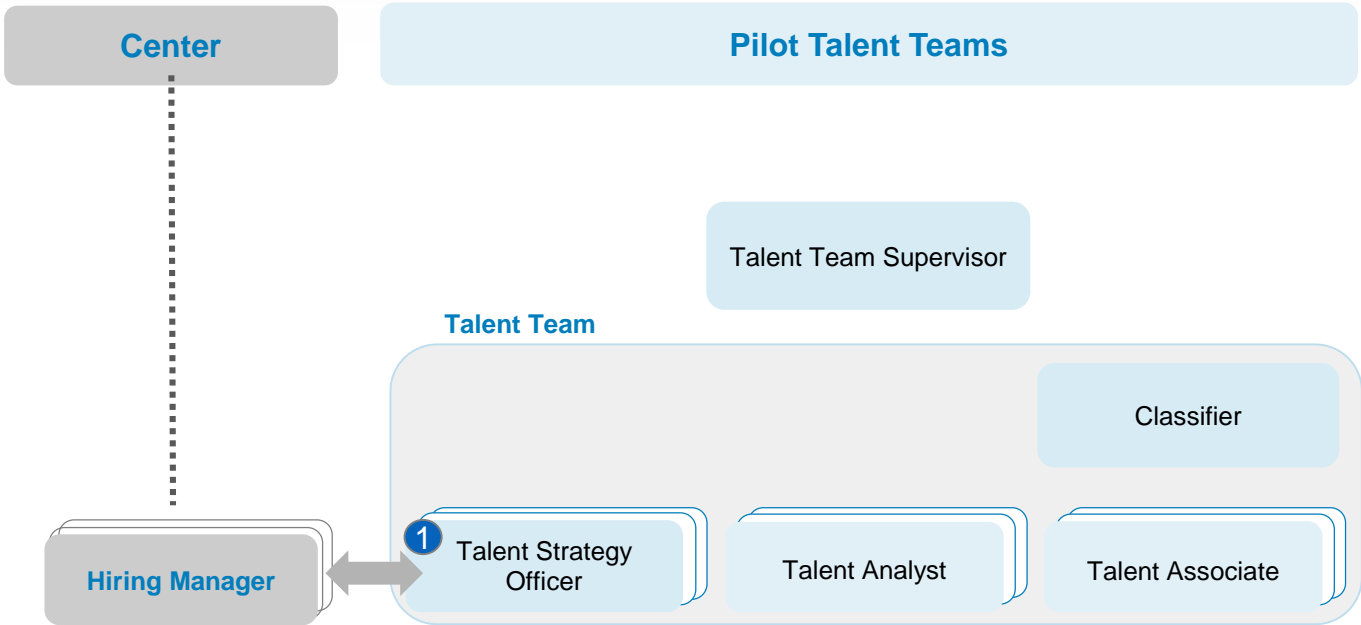 Center
Pilot Talent Teams
Talent Team Supervisor
Talent Team
Classifier
1
Hiring Manager
Talent Strategy
Officer
Talent Analyst
Talent Associate